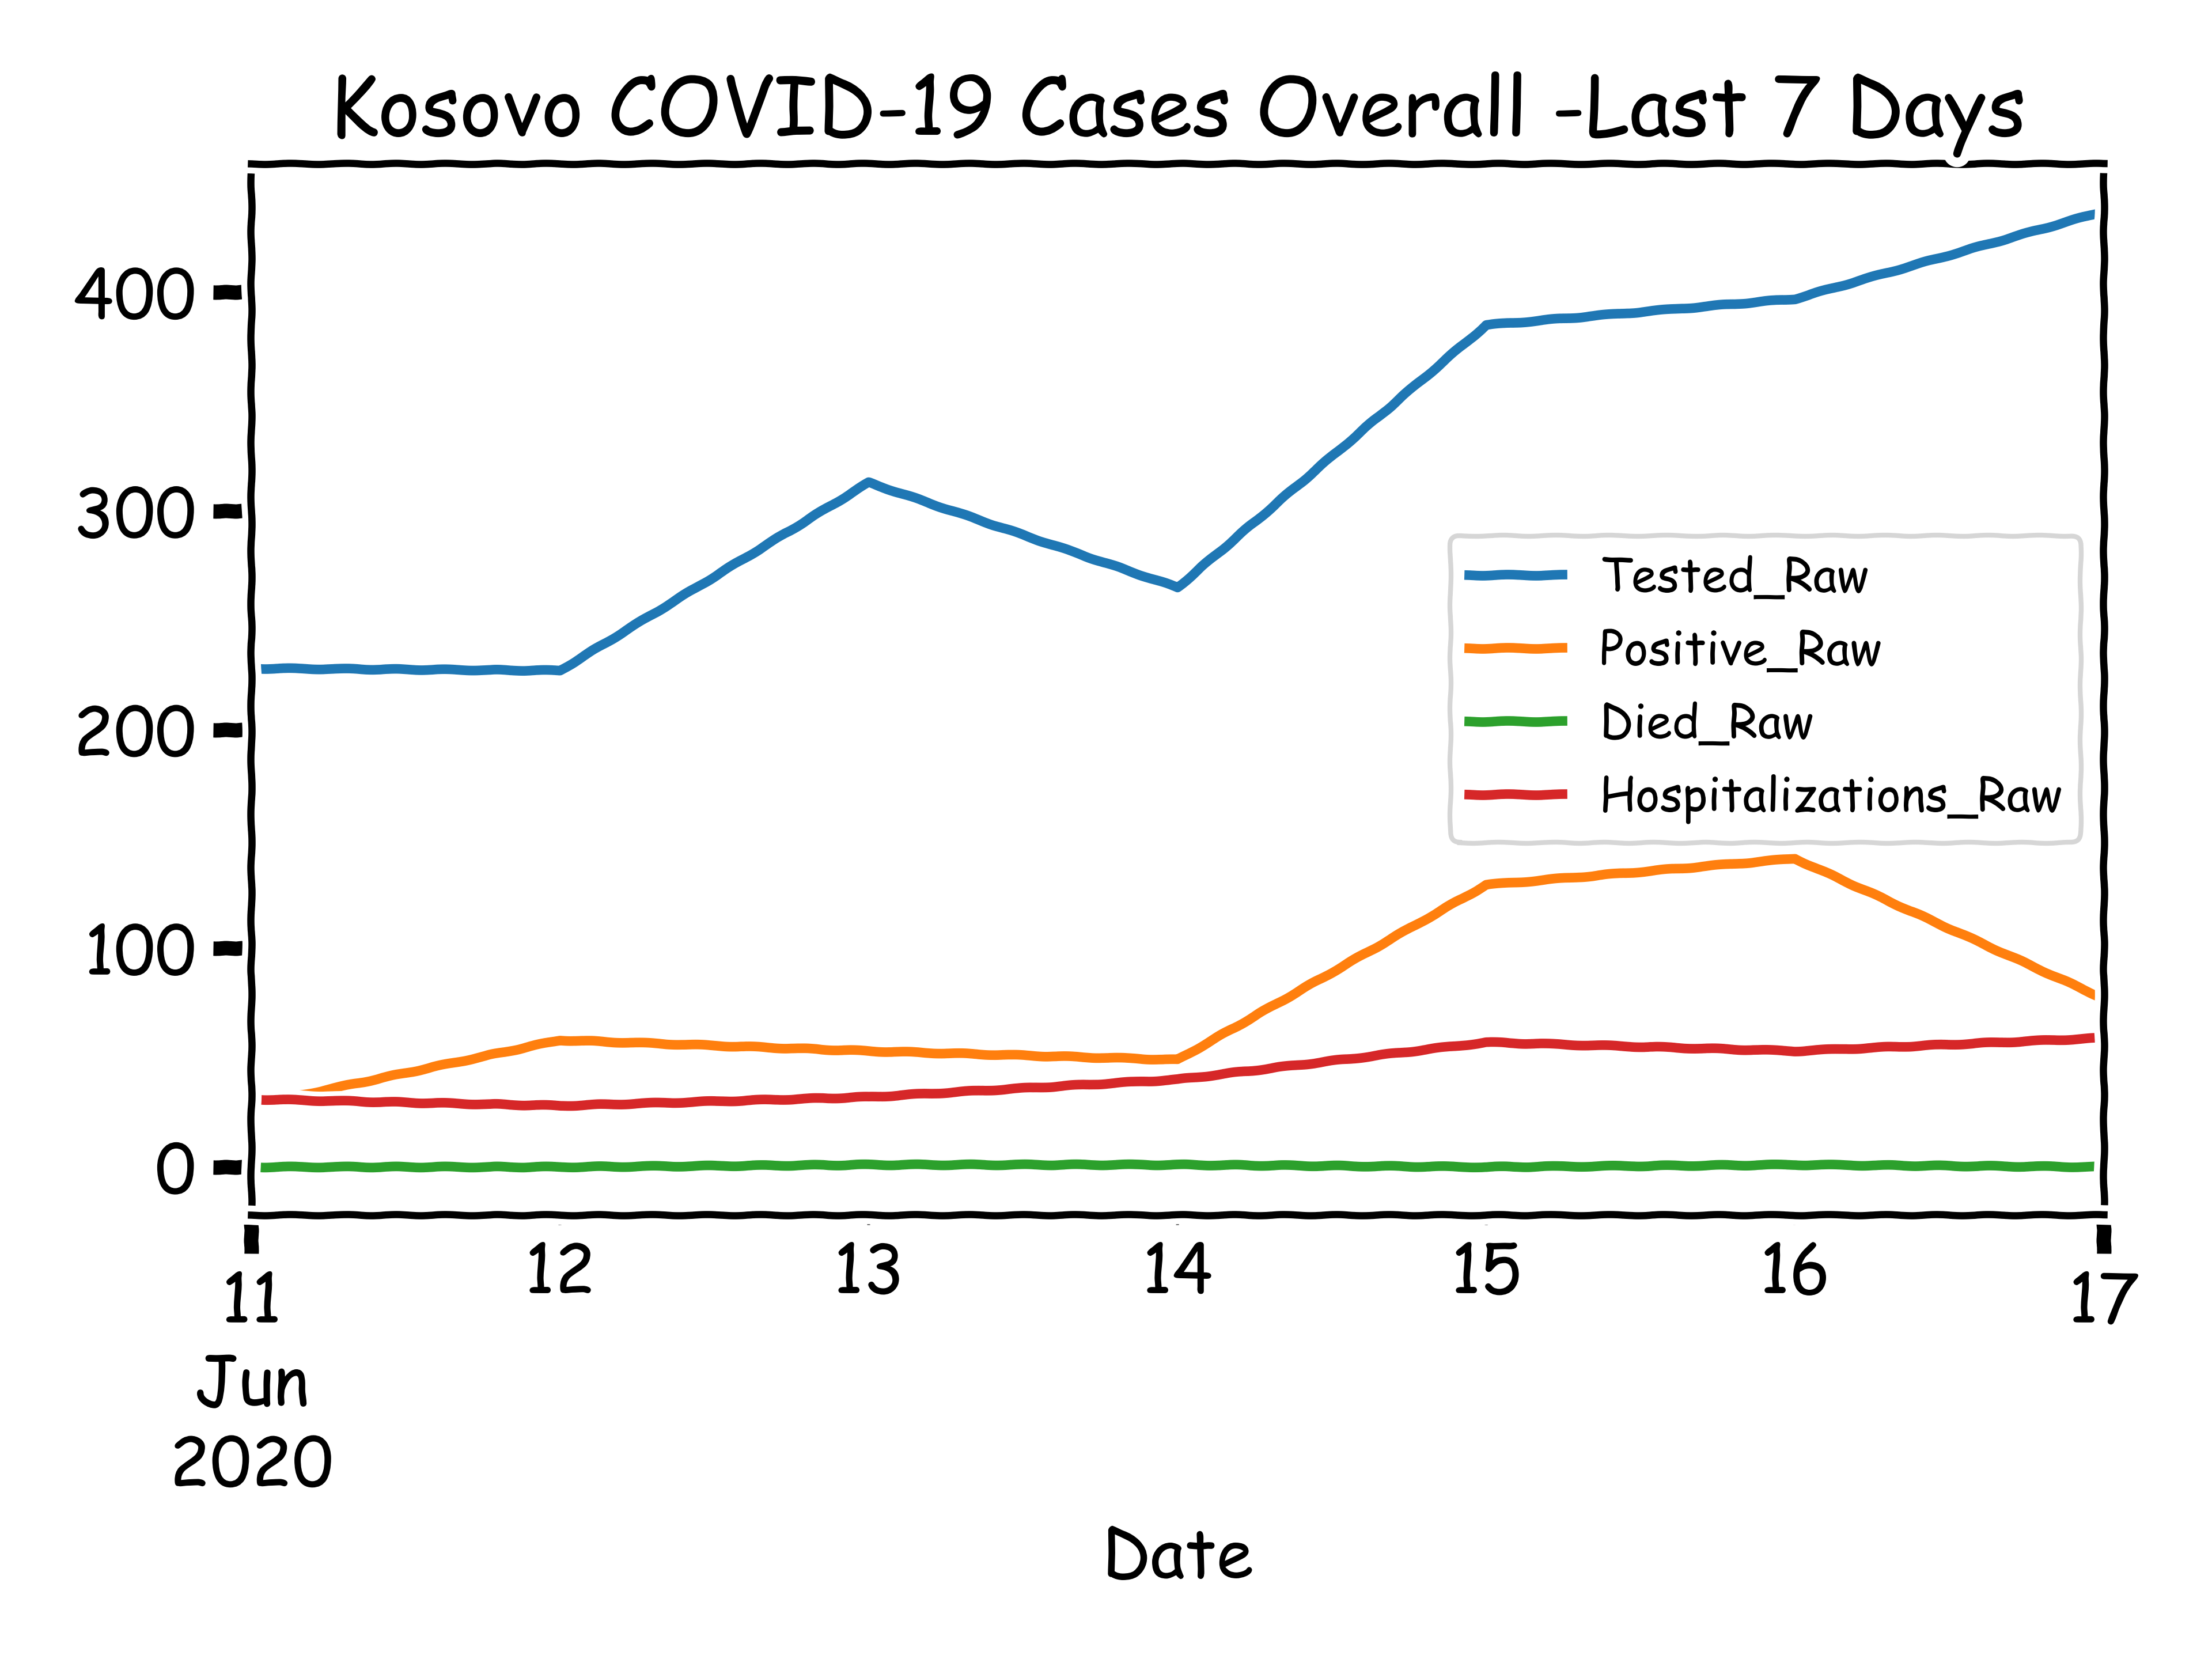 Kosovo COVID-19 Cases Overall -Last 7 Days
400
300
200
100
0
Tested_Raw
Positive_Raw
Died_Raw
Hospitalizations_Raw
11 12 13 14 15 16 17
Jun
2020
Date